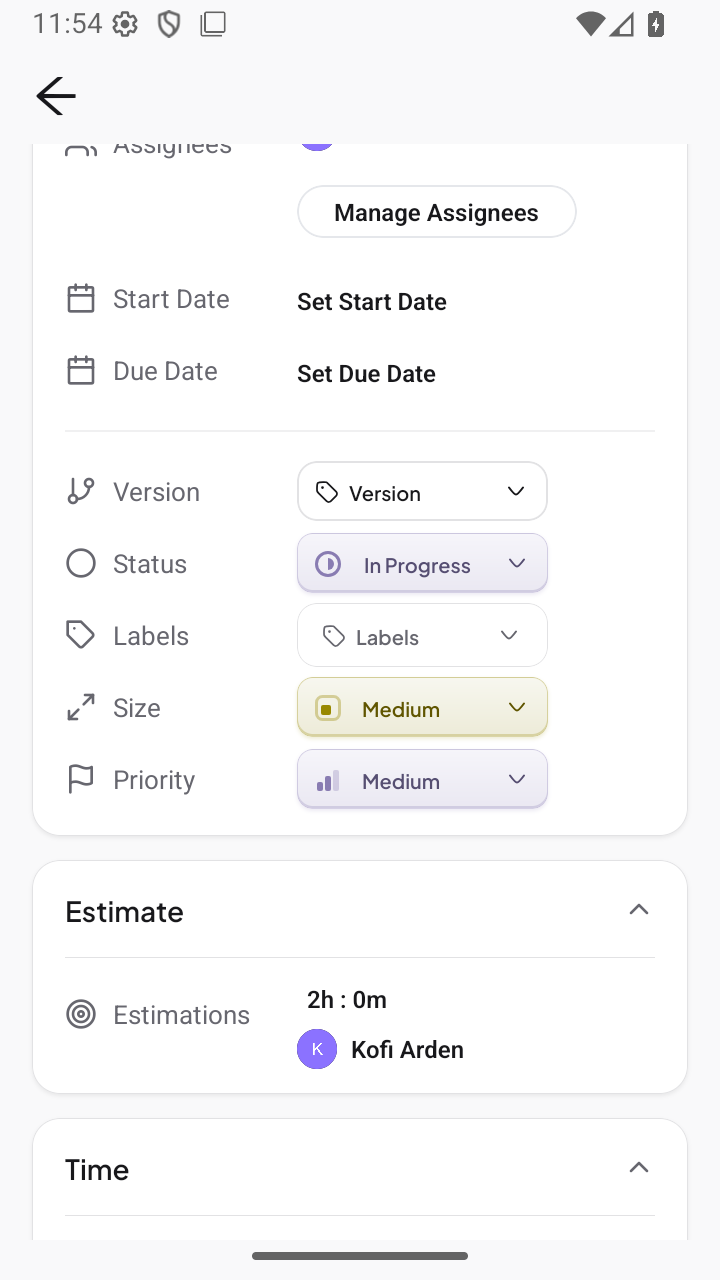 11:54
Assignees
Manage Assignees
Start Date
Set Start Date
Due Date
Set Due Date
Version
Version
Status
In Progress
Labels
Labels
Size
Medium
Priority
Medium
Estimate
Estimations
2h : 0m
K
Kofi Arden
Time